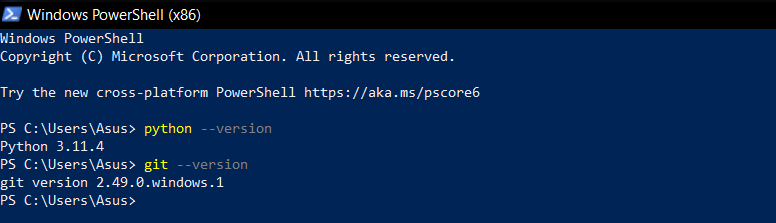 Windows PowerShell (x86)
Windows PowerShell
Copyright (C) Microsoft Corporation. All rights reserved.
Try the new cross-platform PowerShell https://aka.ms/pscore6
PS C:\Users\Asus> python --version
Python 3.11.4
PS C:\Users\Asus> git --version
git version 2.49.0.windows.1
PS C:\Users\Asus>